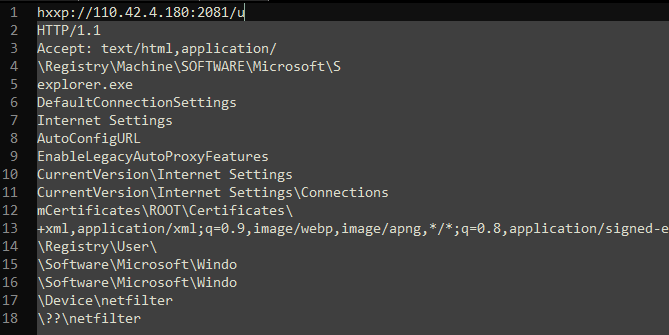 1 hxxp://110.42.4.180:2081/u
2 HTTP/1.1
3 Accept: text/html,application/
4 \Registry\Machine\SOFTWARE\Microsoft\S
5 explorer.exe
6 DefaultConnectionSettings
7 Internet Settings
8 AutoConfigURL
9 EnableLegacyAutoProxyFeatures
10 CurrentVersion\Internet Settings
11 CurrentVersion\Internet Settings\Connections
12 mCertificates\ROOT\Certificates\
13 +xml,application/xml;q=0.9,image/webp,image/apng,*/*;q=0.8,application/signed-e
14 \Registry\User\
15 \Software\Microsoft\Windo
16 \Software\Microsoft\Windo
17 \Device\netfilter
18 \??\netfilter